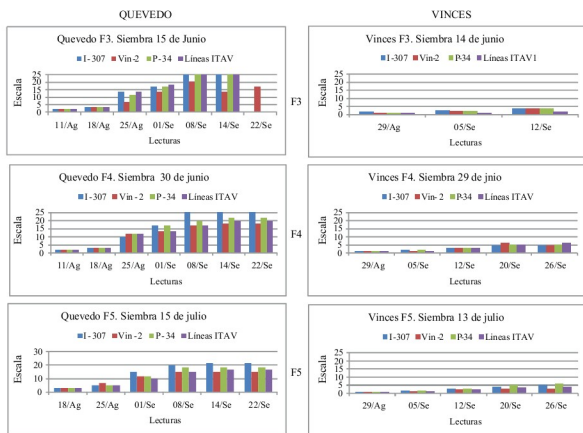 QUEVEDO
VINCES
Quevedo F3. Siembra 15 de Junio
I-307 Vin-2 P-34 Líneas ITAV
Escala
25
20
15
10
5
0
11/Ag 18/Ag 25/Ag 01/Se 08/Se 14/Se 22/Se
Lecturas
F3
Vinces F3. Siembra 14 de junio
I-307 Vin-2 P34 Líneas ITAV1
Escala
25
20
15
10
5
0
29/Ag 05/Se 12/Se
Lecturas
Quevedo F4. Siembra 30 de junio
I-307 Vin-2 P-34 Líneas ITAV
Escala
25
20
15
10
5
0
11/Ag 18/Ag 25/Ag 01/Se 08/Se 14/Se 22/Se
Lecturas
F4
Vinces F4. Siembra 29 de jnio
I-307 Vin-2 P-34 Líneas ITAV
Escala
25
20
15
10
5
0
29/Ag 05/Se 12/Se 20/Se 26/Se
Lecturas
Quevedo F5. Siembra 15 de julio
I-307 Vin-2 P-34 Líneas ITAV
Escala
30
20
10
0
18/Ag 25/Ag 01/Se 08/Se 14/Se 22/Se
Lecturas
F5
Vinces F5. Siembra 13 de julio
I-307 Vin-2 P34 Líneas ITAV
Escala
25
20
15
10
5
0
29/Ag 05/Se 12/Se 20/Se 26/Se
Lecturas